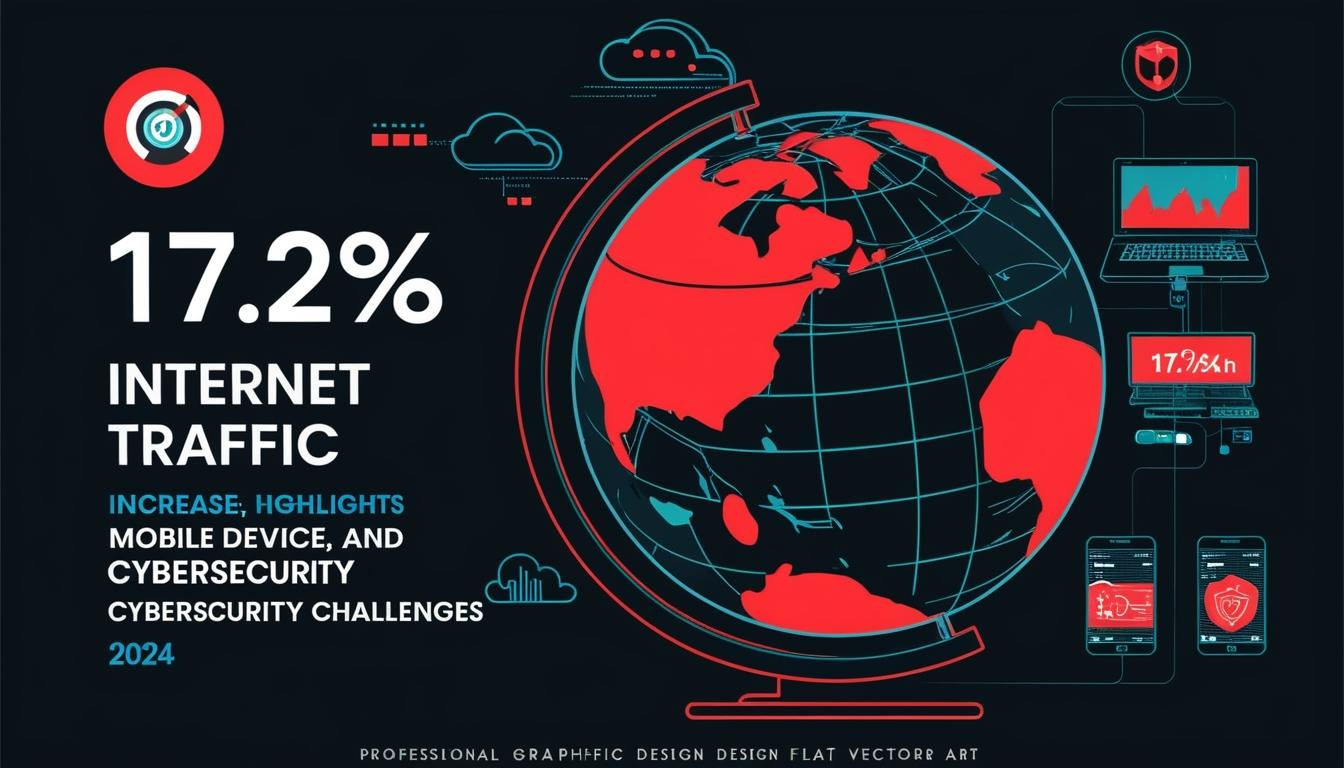 17.2%
INTERNET
TRAFFIC
INCREASE, HGHLIGHTS
MOBILE DEVICE, AND
CYBERSECURITY
CYBERSCURITY CHALLENGES
2024
PROFESSIONAL GRAPHFIC DESIGN DESIGN FLAT VECTORR ART